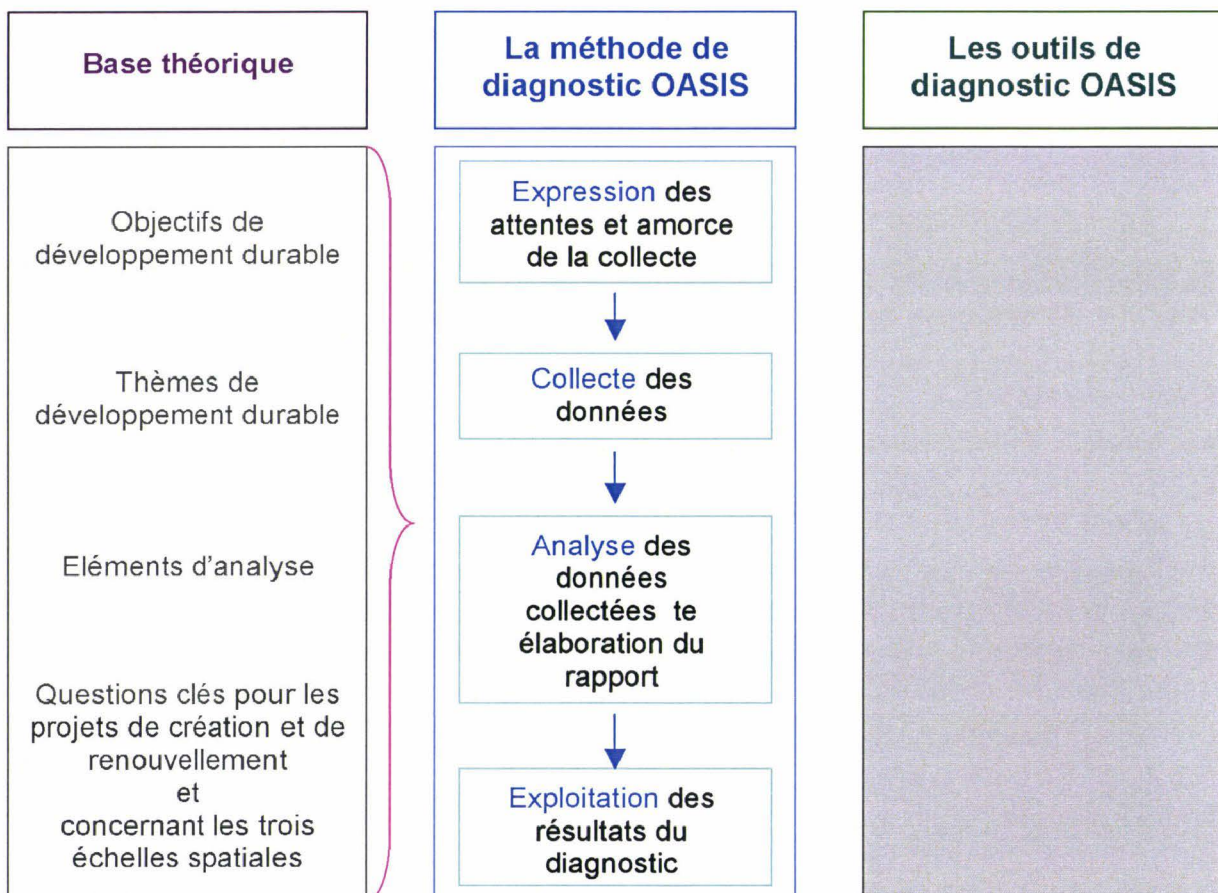 Base théorique
La méthode de
diagnostic OASIS
Les outils de
diagnostic OASIS
Objectifs de
développement durable
Thèmes de
développement durable
Eléments d'analyse
Questions clés pour les
projets de création et de
renouvellement
et
concernant les trois
échelles spatiales
Expression des
attentes et amorce
de la collecte
Collecte des
données
Analyse des
données
collectées te
élaboration du
rapport
Exploitation des
résultats du
diagnostic